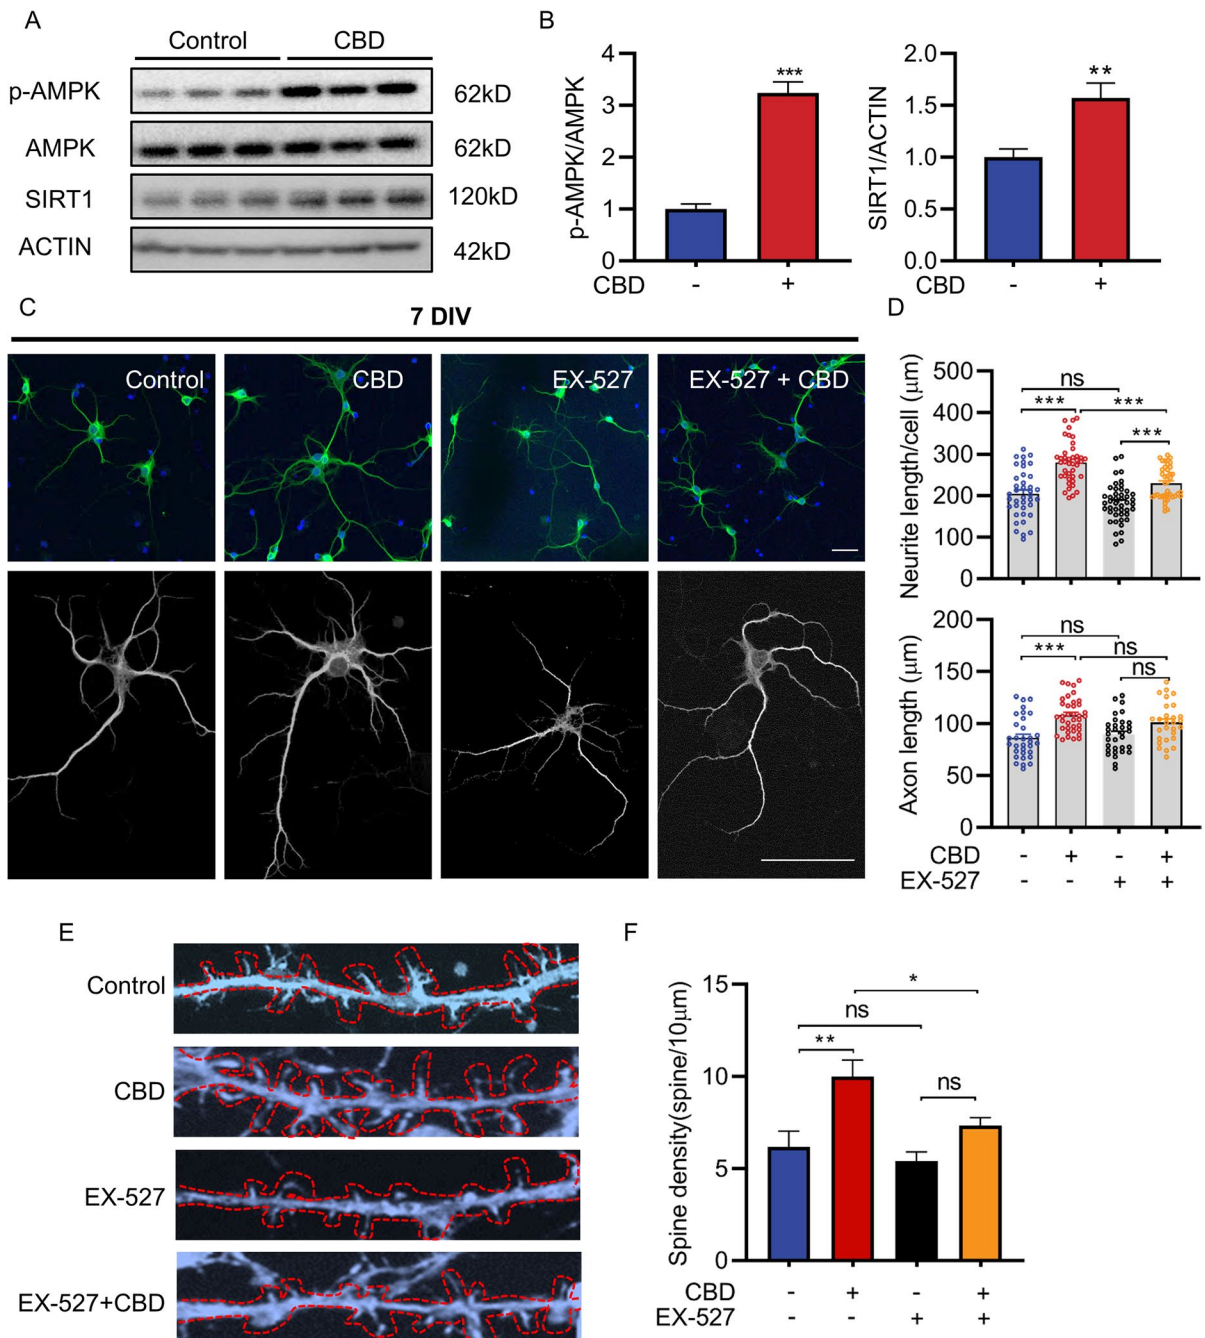 A
Control CBD
p-AMPK 62kD
AMPK 62kD
SIRT1 120kD
ACTIN 42kD
B
p-AMPK/AMPK
4
3
2
1
0
***
CBD - +
SIRT1/ACTIN
2.0
1.5
1.0
0.5
0.0
**
CBD - +
C
7 DIV
Control
CBD
EX-527
EX-527 + CBD
D
Neurite length/cell (μm)
500
400
300
200
100
0
ns
*** ***
***
Axon length (μm)
200
150
100
50
0
ns
*** ns
ns
CBD - + - +
EX-527 - - + +
E
Control
CBD
EX-527
EX-527+CBD
F
Spine density(spine/10μm)
15
10
5
0
*
ns
**
ns
CBD - + - +
EX-527 - - + +